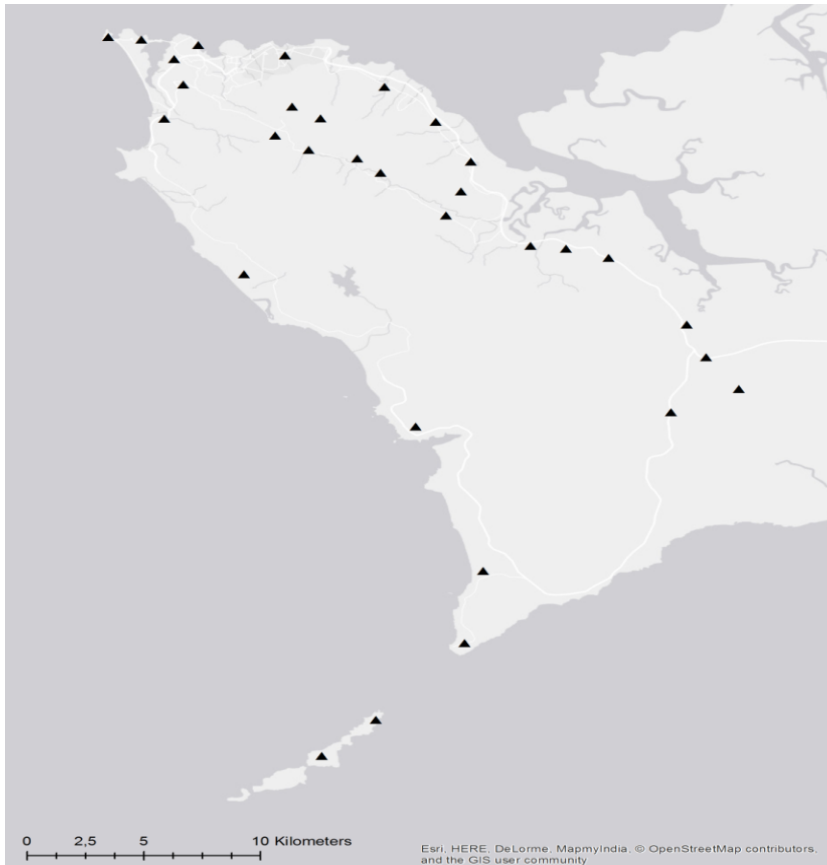 0 2,5 5 10 Kilometers
Esri, HERE, DeLorme, MapmyIndia, © OpenStreetMap contributors,
and the GIS user community